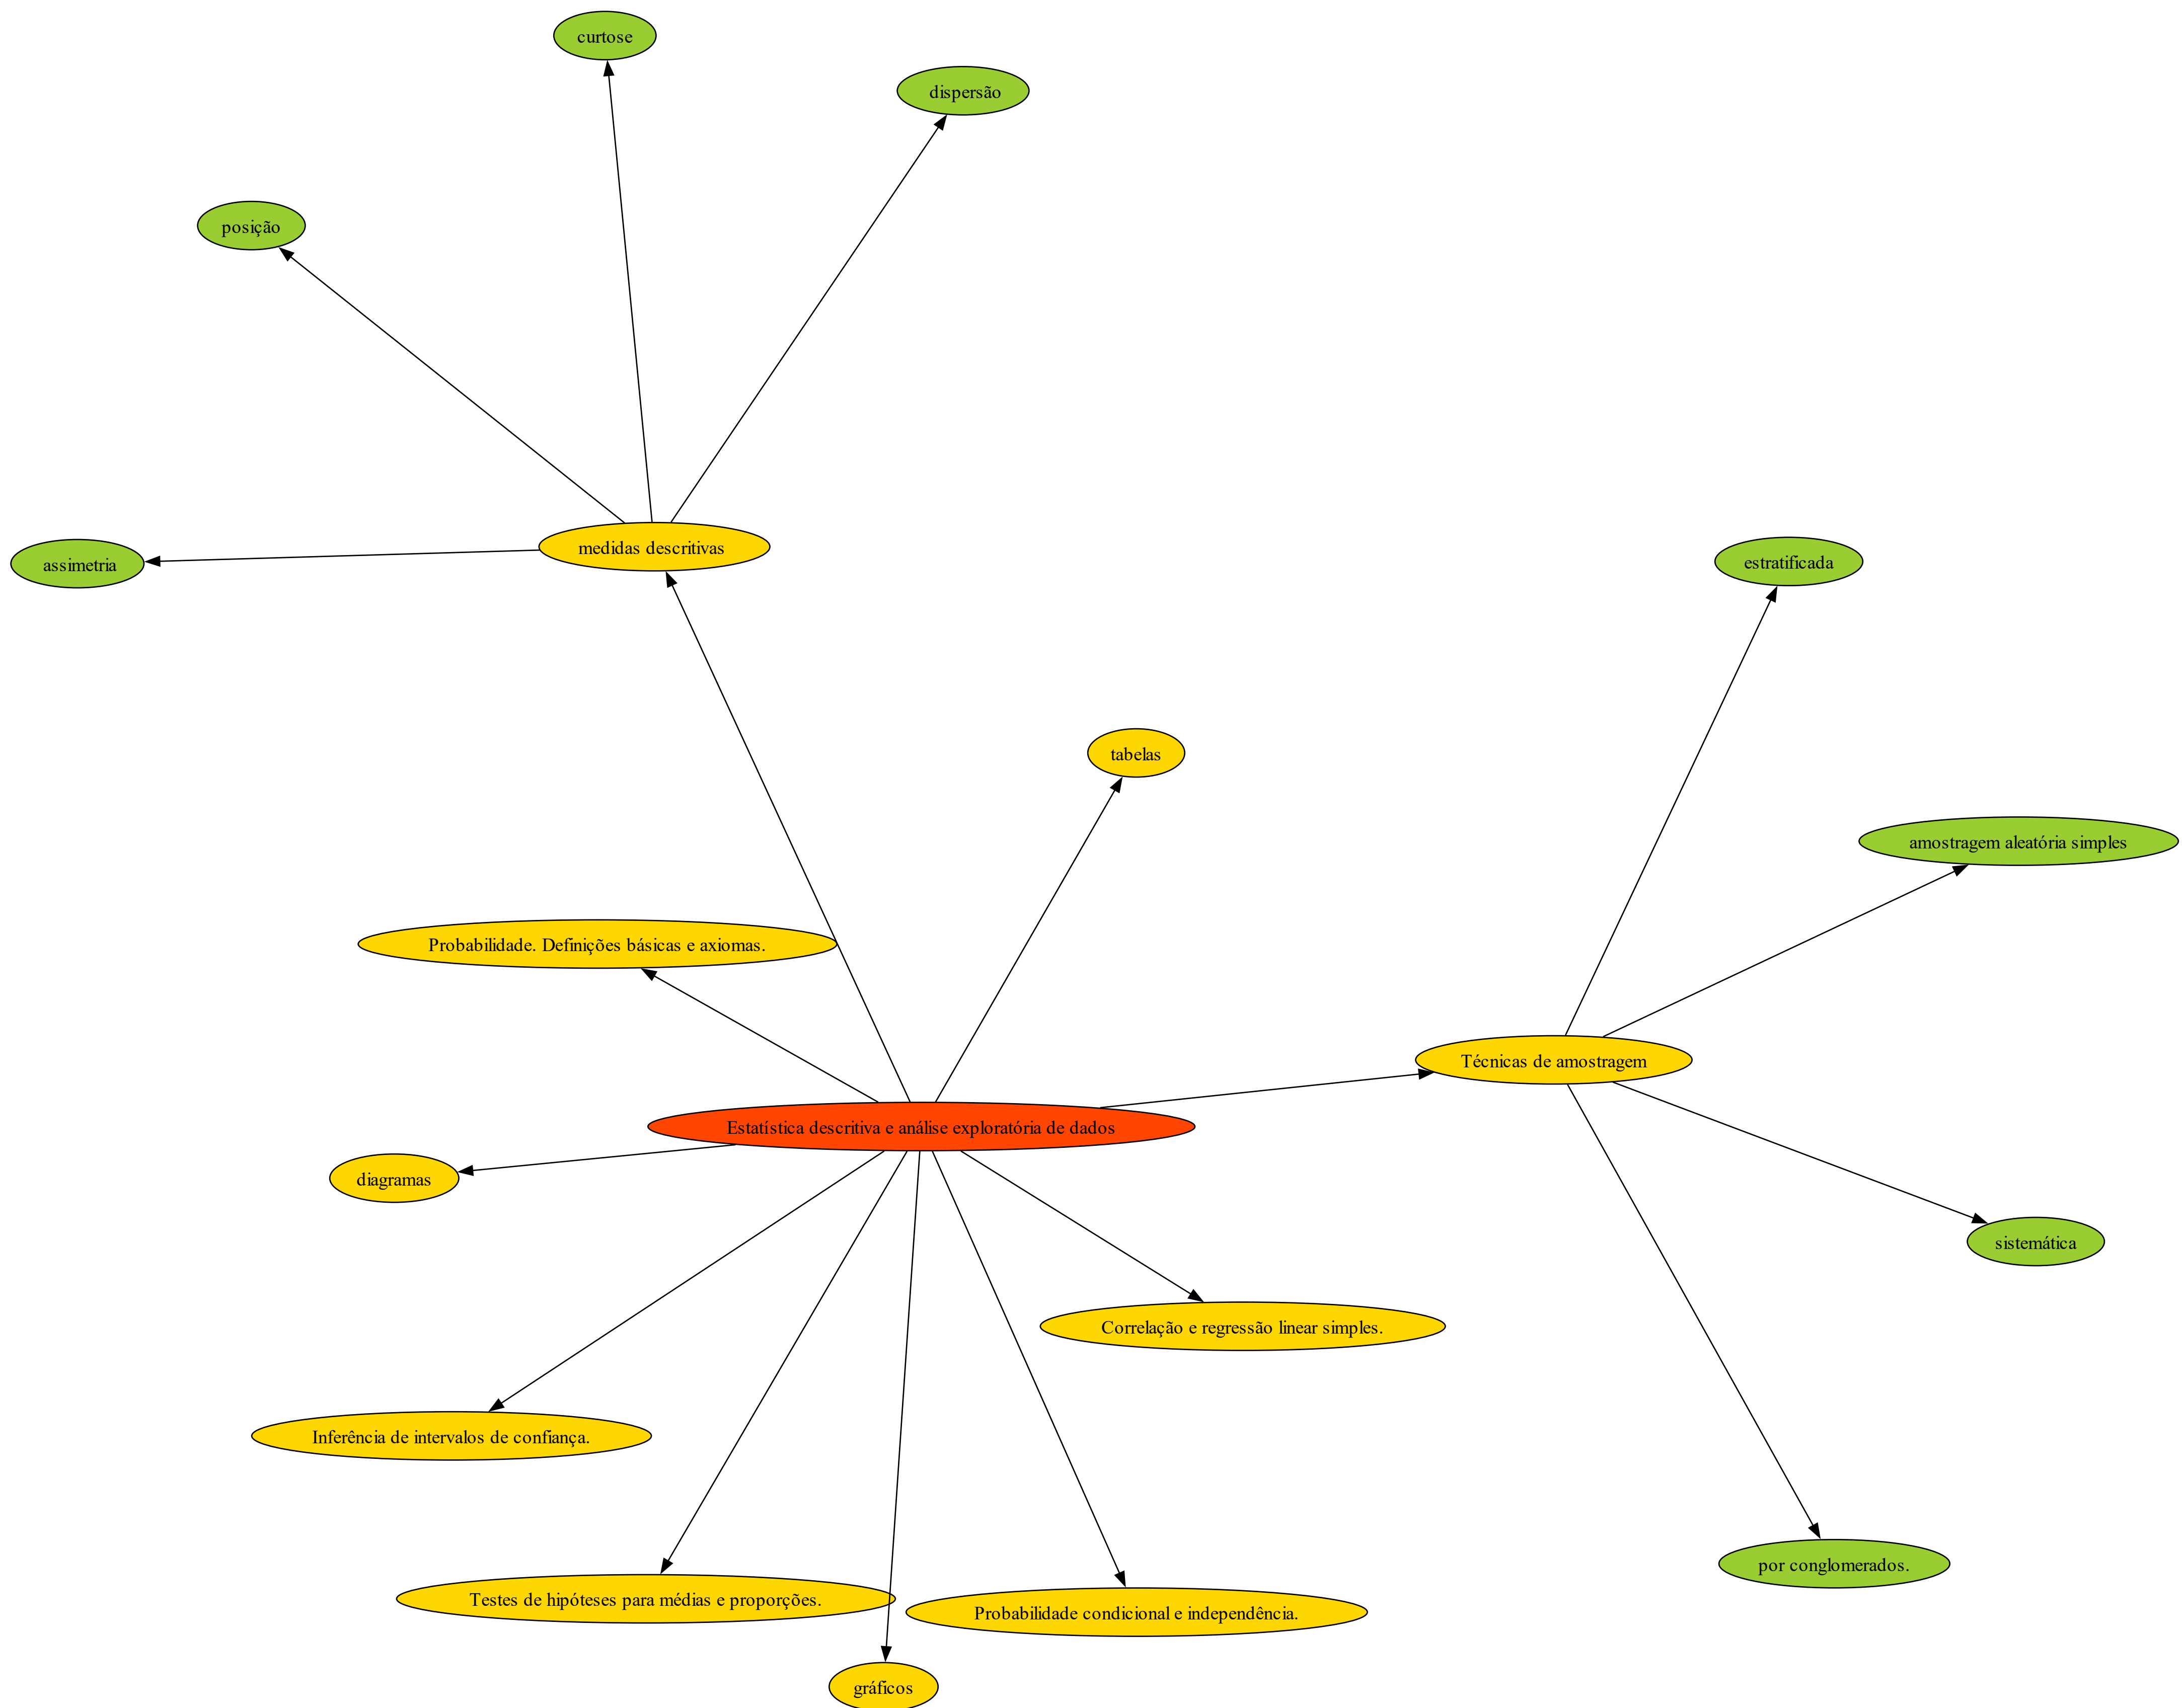 curtose
dispersão
posição
medidas descritivas
assimetria
estratificada
tabelas
amostragem aleatória simples
Probabilidade. Definições básicas e axiomas.
Técnicas de amostragem
Estatística descritiva e análise exploratória de dados
diagramas
sistemática
Correlação e regressão linear simples.
Inferência de intervalos de confiança.
por conglomerados.
Testes de hipóteses para médias e proporções.
Probabilidade condicional e independência.
gráficos